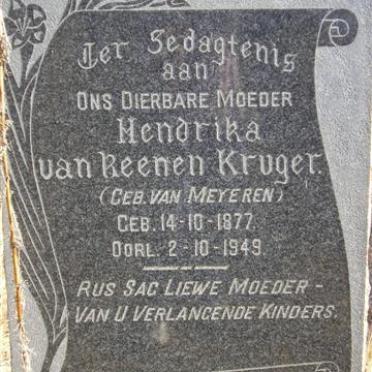 Ter Gedagtenis
aan
ONS DIERBARE MOEDER
Hendrika
van Reenen Kruger.
(GEB. VAN MEYEREN)
GEB. 14-10-1877.
OORL. 2-10-1949.
RUS SAG LIEWE MOEDER -
VAN U VERLANGENDE KINDERS.